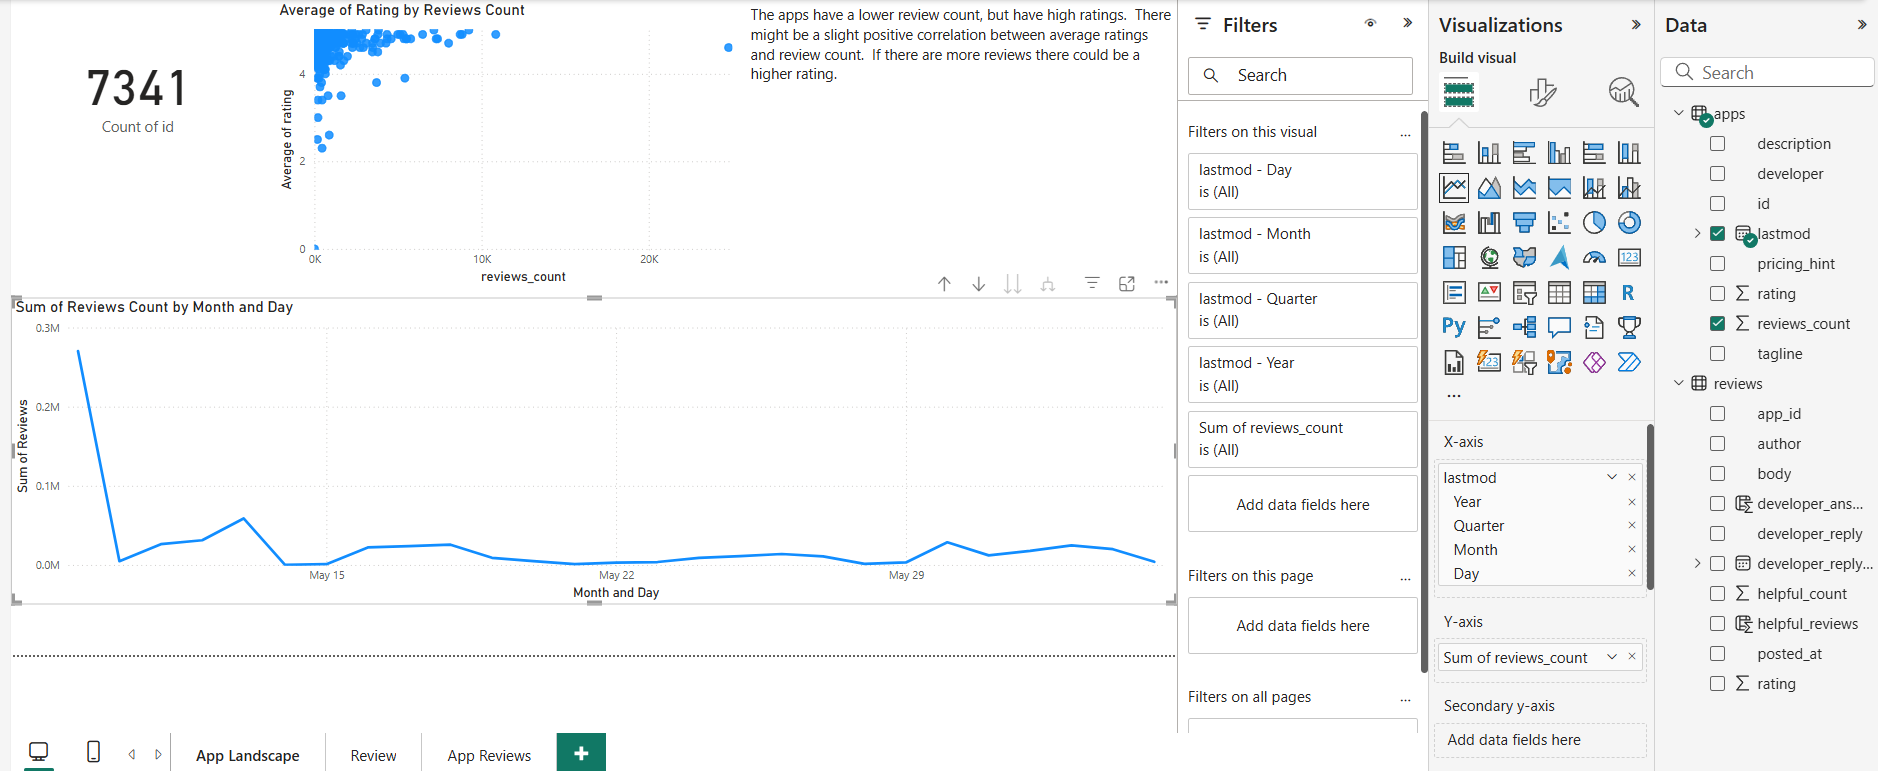 7341
Count of id
Average of Rating by Reviews Count
Average of rating
4
2
0
0K
10K
20K
reviews_count
The apps have a lower review count, but have high ratings.  There
might be a slight positive correlation between average ratings
and review count.  If there are more reviews there could be a
higher rating.
Sum of Reviews Count by Month and Day
Sum of Reviews
0.3M
0.2M
0.1M
0.0M
May 15
May 22
May 29
Month and Day
App Landscape
Review
App Reviews
+
Filters
Search
Filters on this visual
...
lastmod - Day
is (All)
lastmod - Month
is (All)
lastmod - Quarter
is (All)
lastmod - Year
is (All)
Sum of reviews_count
is (All)
Add data fields here
Filters on this page
...
Add data fields here
Filters on all pages
...
Visualizations
Build visual
123
R
Py
123
...
X-axis
lastmod
Year
Quarter
Month
Day
Y-axis
Sum of reviews_count
Secondary y-axis
Add data fields here
Data
Search
apps
description
developer
id
lastmod
pricing_hint
rating
reviews_count
tagline
reviews
app_id
author
body
developer_ans...
developer_reply
developer_reply...
helpful_count
helpful_reviews
posted_at
rating